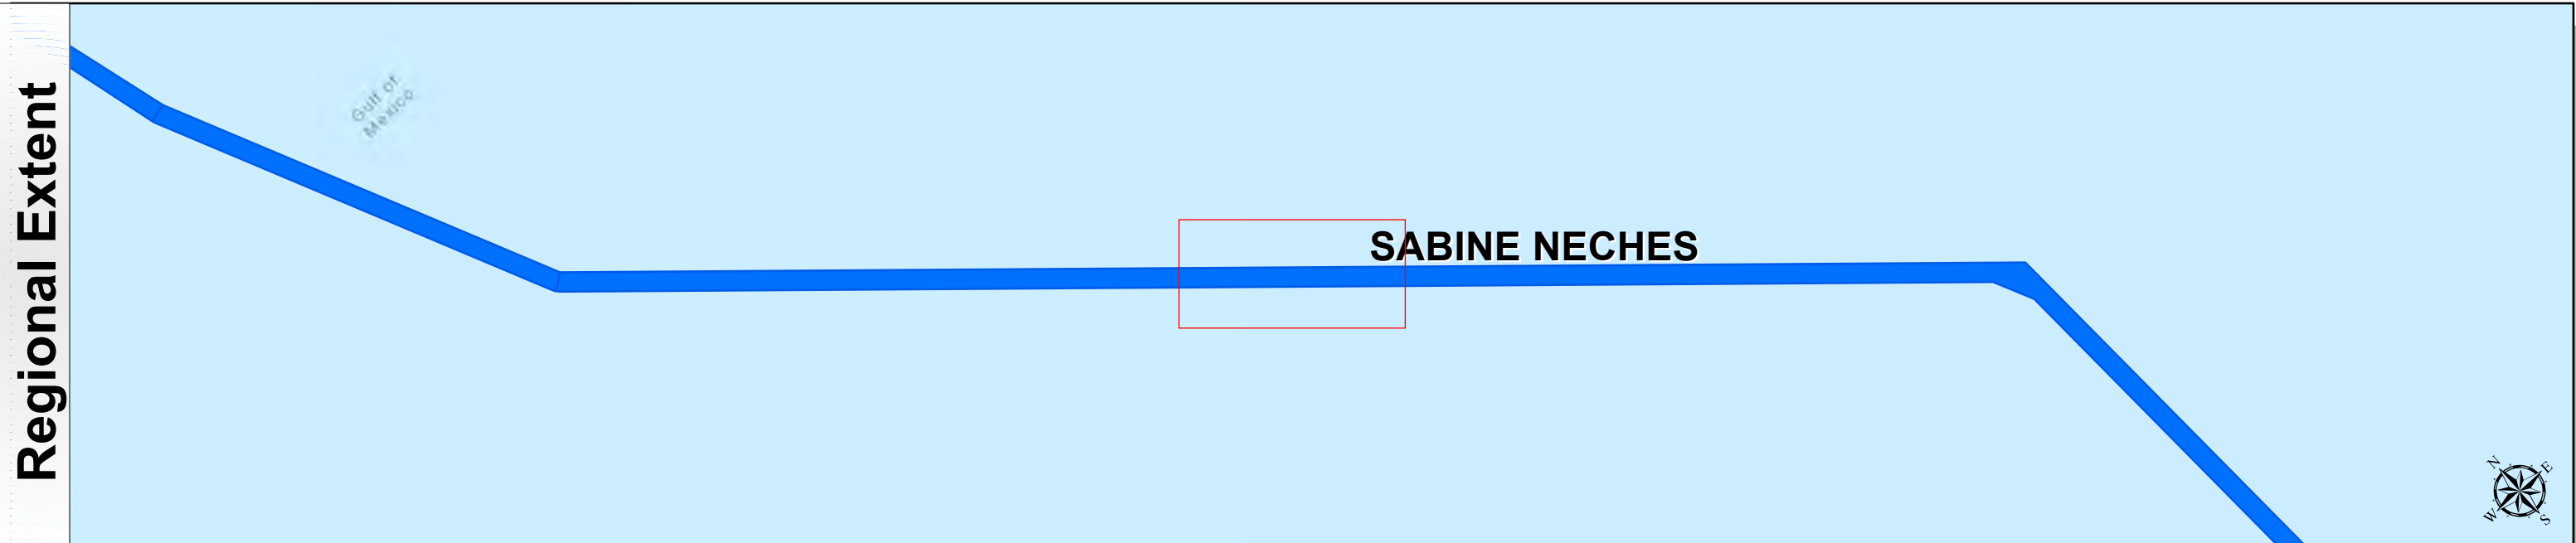 Regional Extent
Gulf of
Mexico
SABINE NECHES
N
E
W
S